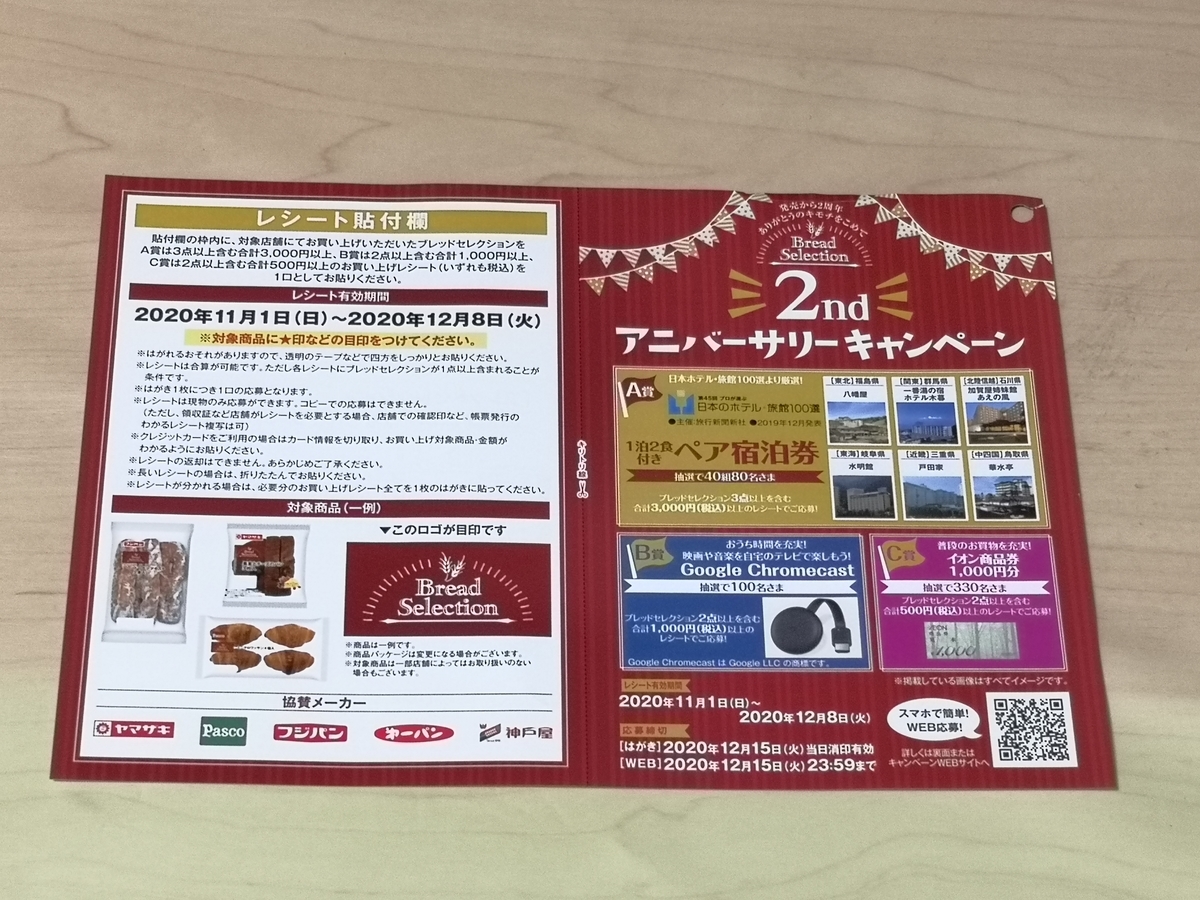 レシート貼付欄
貼付欄の枠内に、対象店舗にてお買い上げいただいたブレッドセレクションを
A賞は3点以上含む合計3,000円以上、B賞は2点以上含む合計1,000円以上、
C賞は2点以上含む合計500円以上のお買い上げレシート(いずれも税込)を
1口としてお貼りください。
レシート有効期間
2020年11月1日(日)〜2020年12月8日(火)
※対象商品に★印などの目印をつけてください。
※はがれるおそれがありますので、透明のテープなどで四方をしっかりとお貼りください。
※レシートは合算が可能です。ただし各レシートにブレッドセレクションが1点以上含まれることが
条件です。
※はがき1枚につき1口の応募となります。
※レシートは現物のみ応募ができます。コピーでの応募はできません。
(ただし、領収証など店舗がレシートを必要とする場合、店舗での確認印など、帳票発行の
わかるレシート複写は可)
※クレジットカードをご利用の場合はカード情報を切り取り、お買い上げ対象商品・金額が
わかるようにお貼りください。
※レシートの返却はできません。あらかじめご了承ください。
※長いレシートの場合は、折りたたんでお貼りください。
※レシートが分かれる場合は、必要分のお買い上げレシート全てを1枚のはがきに貼ってください。
対象商品(一例)
▼このロゴが目印です
Bread
Selection
※商品は一例です。
※商品パッケージは変更になる場合がございます。
※対象商品は一部店舗によってはお取り扱いのない
場合もございます。
協賛メーカー
ヤマザキ
Pasco
フジパン
第一パン
神戸屋
発売から2周年
ありがとうのキモチをこめて
Bread
Selection
2nd
アニバーサリーキャンペーン
A賞
日本ホテル・旅館100選より厳選!
第45回 プロが選ぶ
日本のホテル・旅館100選
●主催:旅行新聞新社 ●2019年12月発表
1泊2食
付き
ペア宿泊券
抽選で40組80名さま
ブレッドセレクション3点以上を含む
合計3,000円(税込)以上のレシートでご応募!
【東北】福島県
八幡屋
【関東】群馬県
一番湯の宿
ホテル木暮
【北陸信越】石川県
加賀屋姉妹館
あえの風
【東海】岐阜県
水明館
【近畿】三重県
戸田家
【中四国】鳥取県
華水亭
B賞
おうち時間を充実!
映画や音楽を自宅のテレビで楽しもう!
Google Chromecast
抽選で100名さま
ブレッドセレクション2点以上を含む
合計1,000円(税込)以上の
レシートでご応募!
Google Chromecast は Google LLC の商標です。
C賞
普段のお買物を充実!
イオン商品券
1,000円分
抽選で330名さま
ブレッドセレクション2点以上を含む
合計500円(税込)以上のレシートでご応募!
※掲載している画像はすべてイメージです。
レシート有効期間
2020年11月1日(日)〜
2020年12月8日(火)
応募締切
[はがき]2020年12月15日(火)当日消印有効
[WEB]2020年12月15日(火)23:59まで
スマホで簡単!
WEB応募!
詳しくは裏面または
キャンペーンWEBサイトへ